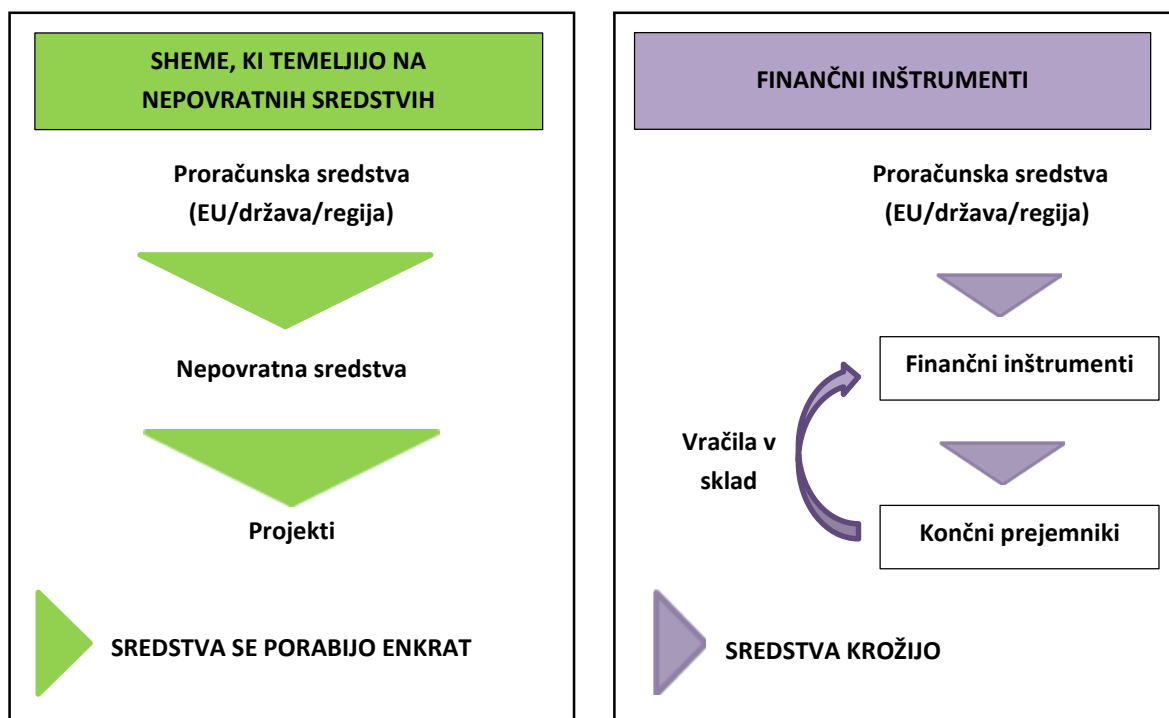 SHEME, KI TEMELJIJO NA
NEPOVRATNIH SREDSTVIH
Proračunska sredstva
(EU/država/regija)
Nepovratna sredstva
Projekti
SREDSTVA SE PORABIJO ENKRAT
FINANČNI INŠTRUMENTI
Proračunska sredstva
(EU/država/regija)
Finančni inštrumenti
Vračila v
sklad
Končni prejemniki
SREDSTVA KROŽIJO